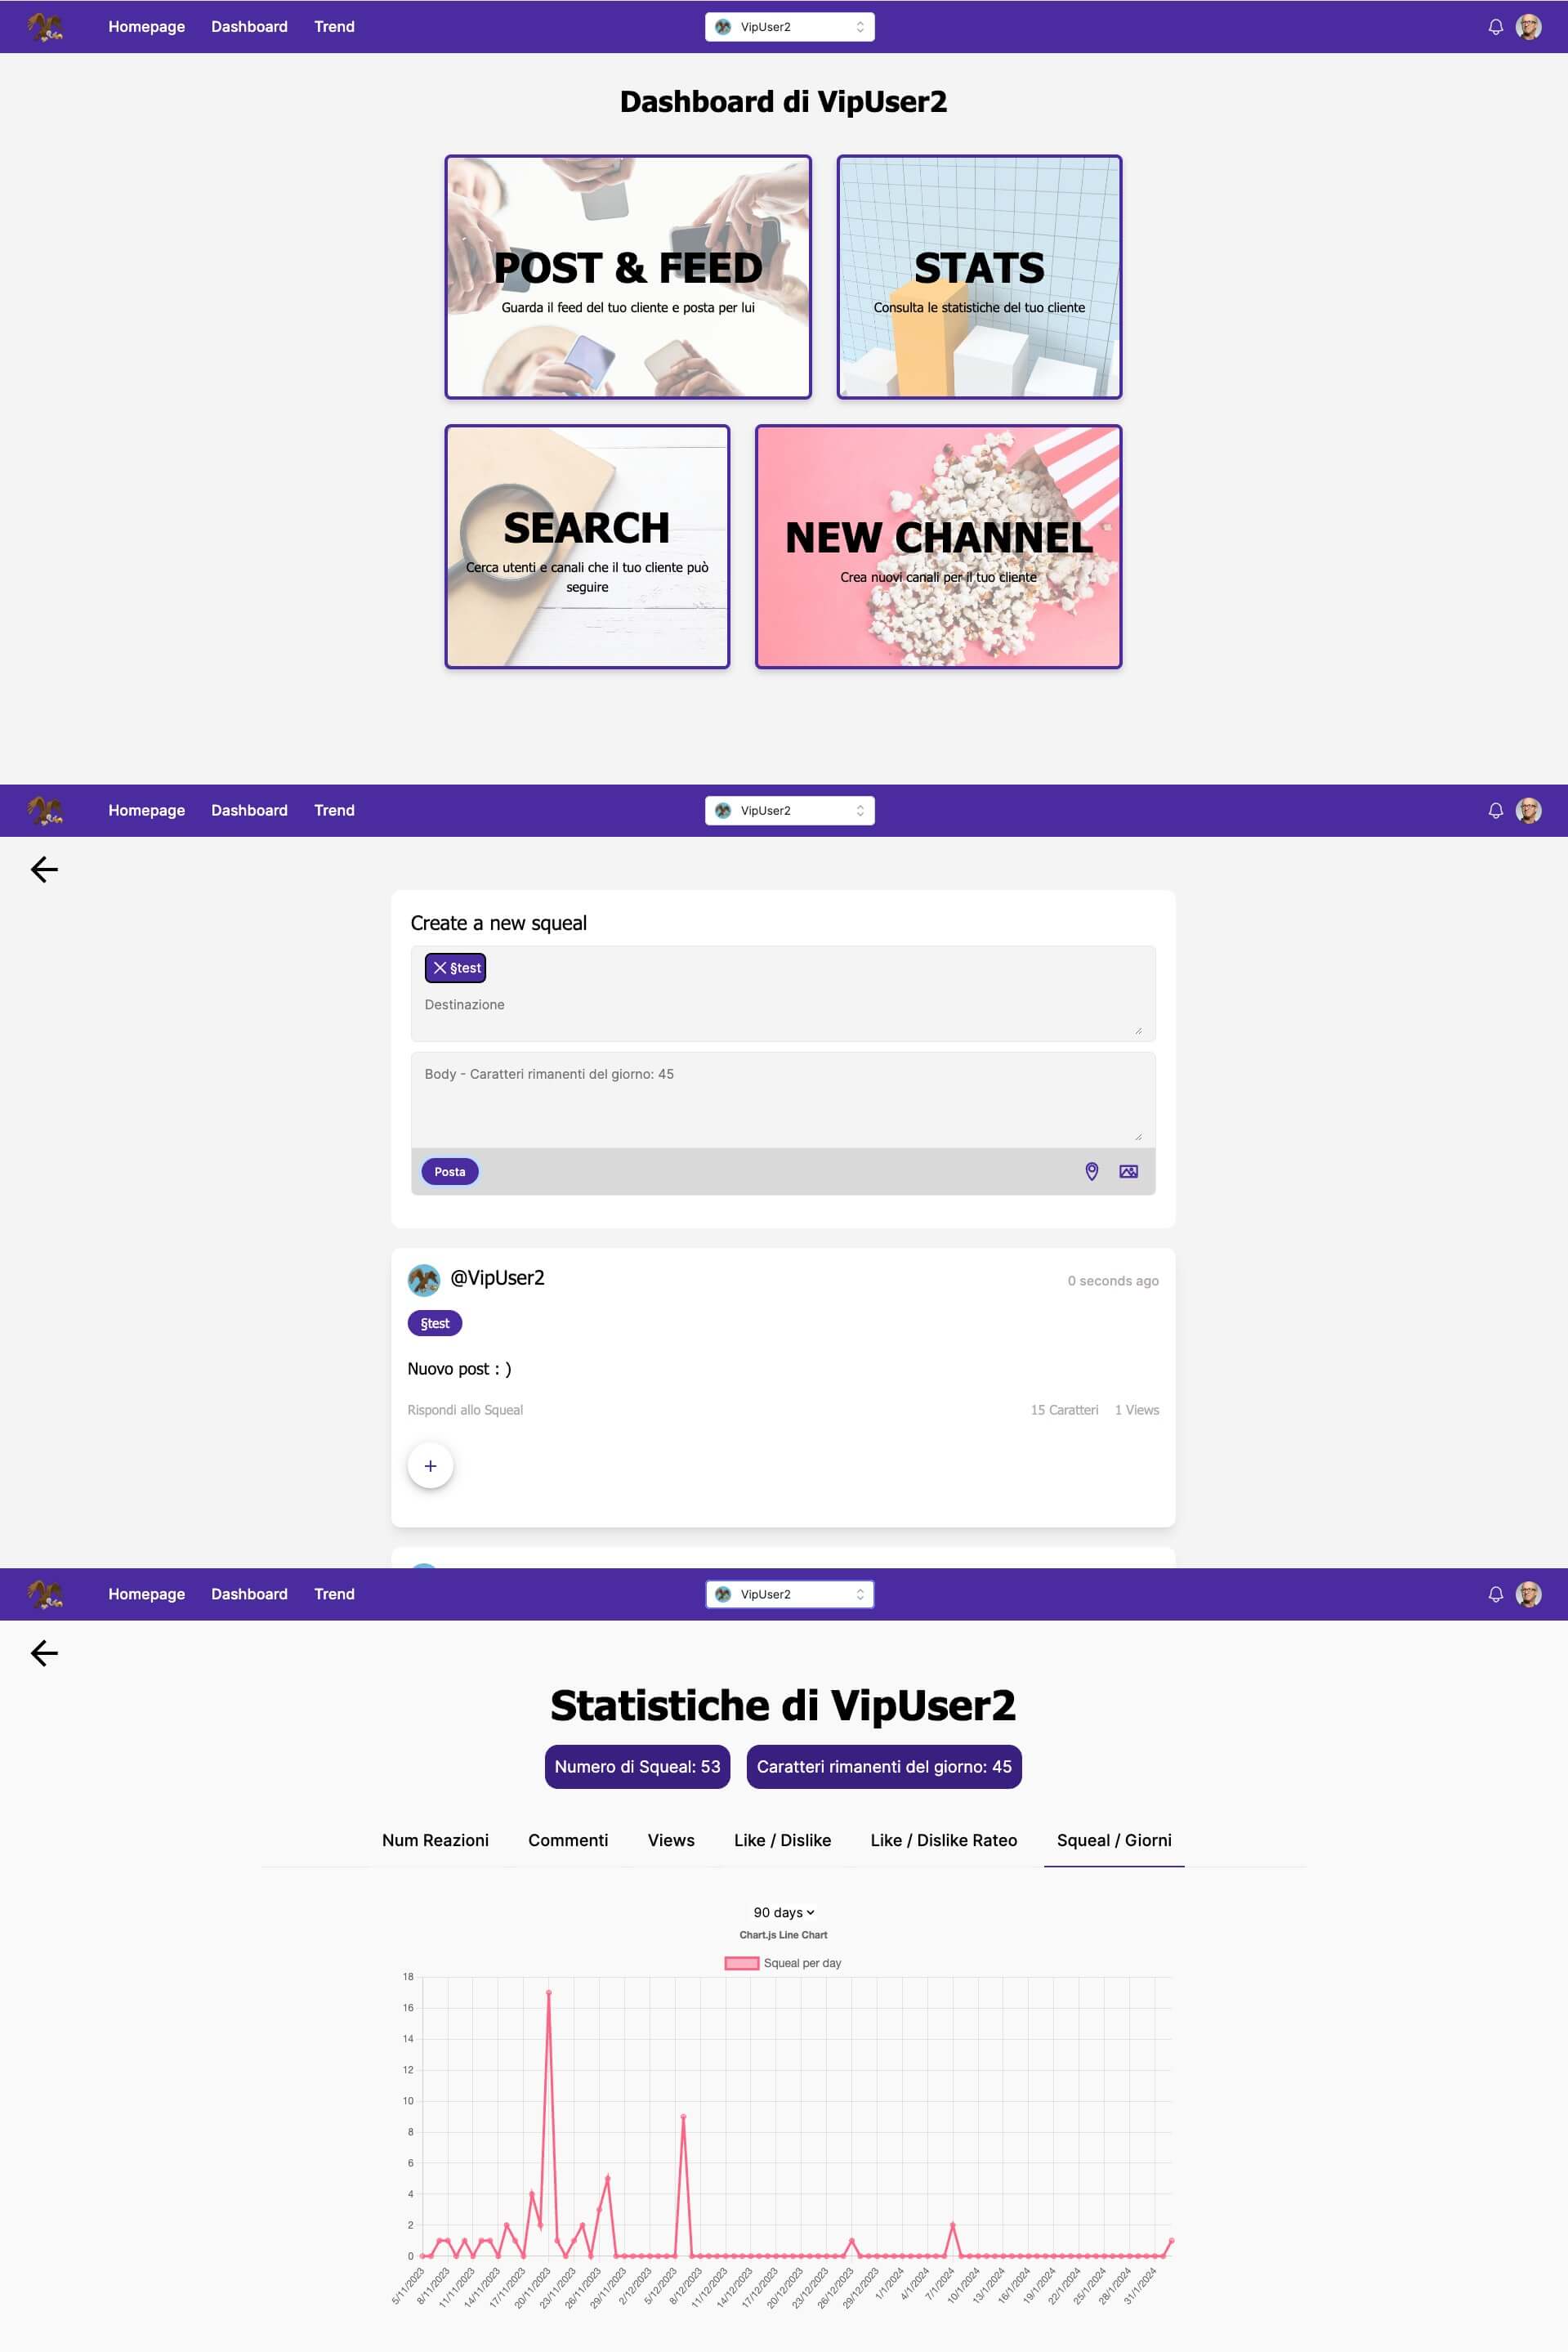 Homepage Dashboard Trend VipUser2
Dashboard di VipUser2
POST & FEED
Guarda il feed del tuo cliente e posta per lui
STATS
Consulta le statistiche del tuo cliente
SEARCH
Cerca utenti e canali che il tuo cliente può
seguire
NEW CHANNEL
Crea nuovi canali per il tuo cliente
Homepage Dashboard Trend VipUser2
Create a new squeal
§test
Destinazione
Body - Caratteri rimanenti del giorno: 45
Posta
@VipUser2 0 seconds ago
§test
Nuovo post : )
Rispondi allo Squeal 15 Caratteri 1 Views
+
Homepage Dashboard Trend VipUser2
Statistiche di VipUser2
Numero di Squeal: 53 Caratteri rimanenti del giorno: 45
Num Reazioni Commenti Views Like / Dislike Like / Dislike Rateo Squeal / Giorni
90 days
Chart.js Line Chart
Squeal per day
18
16
14
12
10
8
6
4
2
0
5/11/2023 8/11/2023 11/11/2023 14/11/2023 17/11/2023 20/11/2023 23/11/2023 26/11/2023 29/11/2023 2/12/2023 5/12/2023 8/12/2023 11/12/2023 14/12/2023 17/12/2023 20/12/2023 23/12/2023 26/12/2023 29/12/2023 1/1/2024 4/1/2024 7/1/2024 10/1/2024 13/1/2024 16/1/2024 19/1/2024 22/1/2024 25/1/2024 28/1/2024 31/1/2024